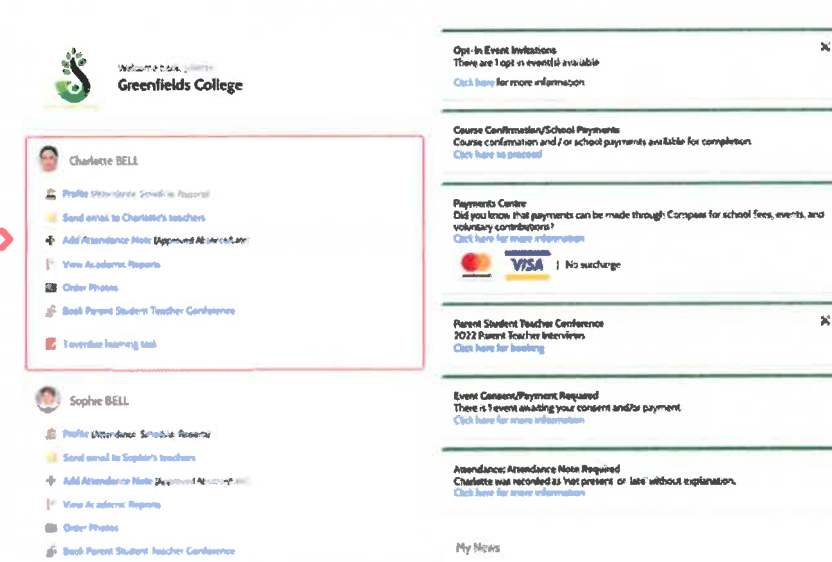 Welcome back,
Greenfields College
Charlotte BELL
Profile (Attendance, Schedule, Reports)
Send email to Charlotte's teachers
Add Attendance Note (Approved Absence/Late)
View Academic Reports
Order Photos
Book Parent Student Teacher Conference
1 overdue learning task
Sophie BELL
Profile (Attendance, Schedule, Reports)
Send email to Sophie's teachers
Add Attendance Note (Approved Absence/Late)
View Academic Reports
Order Photos
Book Parent Student Teacher Conference
Opt-In Event Invitations
There are 1 opt in event(s) available
Click here for more information
Course Confirmation/School Payments
Course confirmation and / or school payments available for completion.
Click here to proceed
Payments Centre
Did you know that payments can be made through Compass for school fees, events, and
voluntary contributions?
Click here for more information
VISA | No surcharge
Parent Student Teacher Conference
2022 Parent Teacher Interviews
Click here for booking
Event Consent/Payment Required
There is 1 event awaiting your consent and/or payment
Click here for more information
Attendance: Attendance Note Required
Charlotte was recorded as 'not present' or 'late' without explanation.
Click here for more information
My News